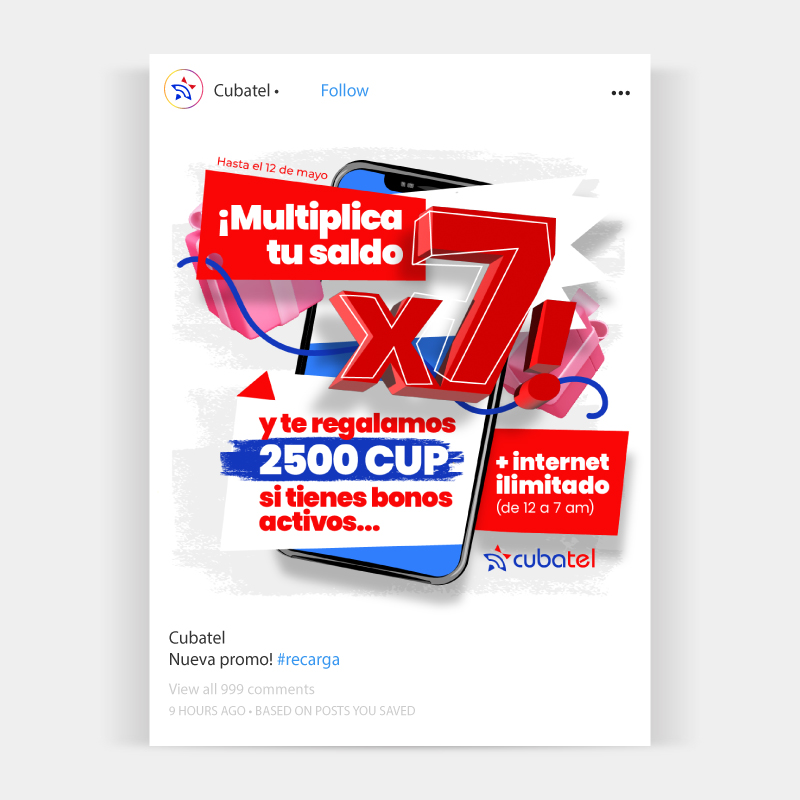 Cubatel •
Follow
Hasta el 12 de mayo
¡Multiplica
tu saldo
x7!
y te regalamos
2500 CUP
si tienes bonos
activos...
+ internet
ilimitado
(de 12 a 7 am)
cubatel
Cubatel
Nueva promo! #recarga
View all 999 comments
9 HOURS AGO • BASED ON POSTS YOU SAVED